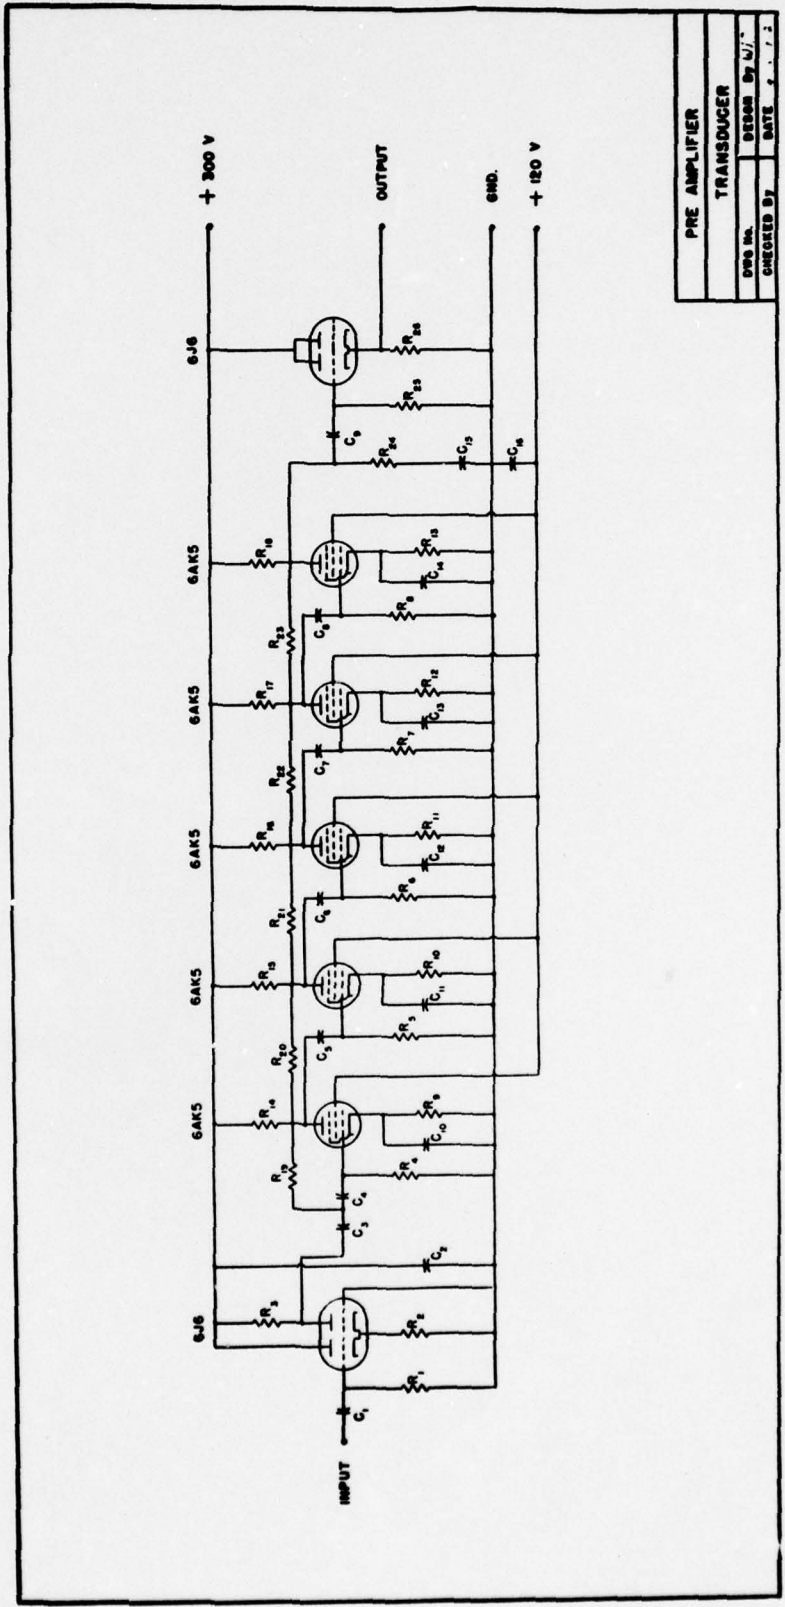 6J6
6AK5
6AK5
6AK5
6AK5
6AK5
6J6
+ 300 V
R3
R14
R15
R16
R17
R18
R19
R20
R21
R22
R23
INPUT
C1
C3
C4
C5
C6
C7
C8
C9
OUTPUT
R1
R2
C2
R4
C10
R9
R5
C11
R10
R6
C12
R11
R7
C13
R12
R8
C14
R13
R24
R25
R26
C15
C16
GND.
+ 120 V
PRE AMPLIFIER
TRANSDUCER
DWG No.
DESIGN By
CHECKED By
DATE